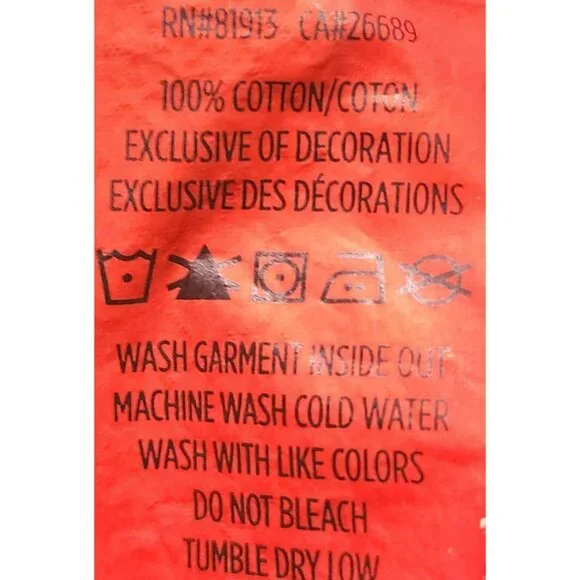 RN#81913 CA#26689
100% COTTON/COTON
EXCLUSIVE OF DECORATION
EXCLUSIVE DES DÉCORATIONS
WASH GARMENT INSIDE OUT
MACHINE WASH COLD WATER
WASH WITH LIKE COLORS
DO NOT BLEACH
TUMBLE DRY LOW